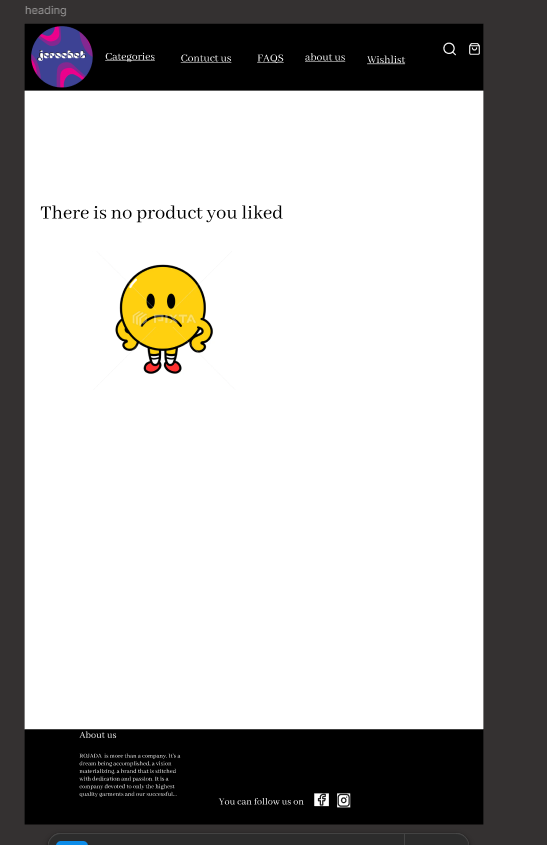 heading
Categories
Contuct us
FAQS
about us
Wishlist
There is no product you liked
About us
ROJADA is more than a company. It's a
dream being accomplished, a vision
materializing, a brand that is stitched
with dedication and passion. It is a
company devoted to only the highest
quality garments and our successful...
You can follow us on